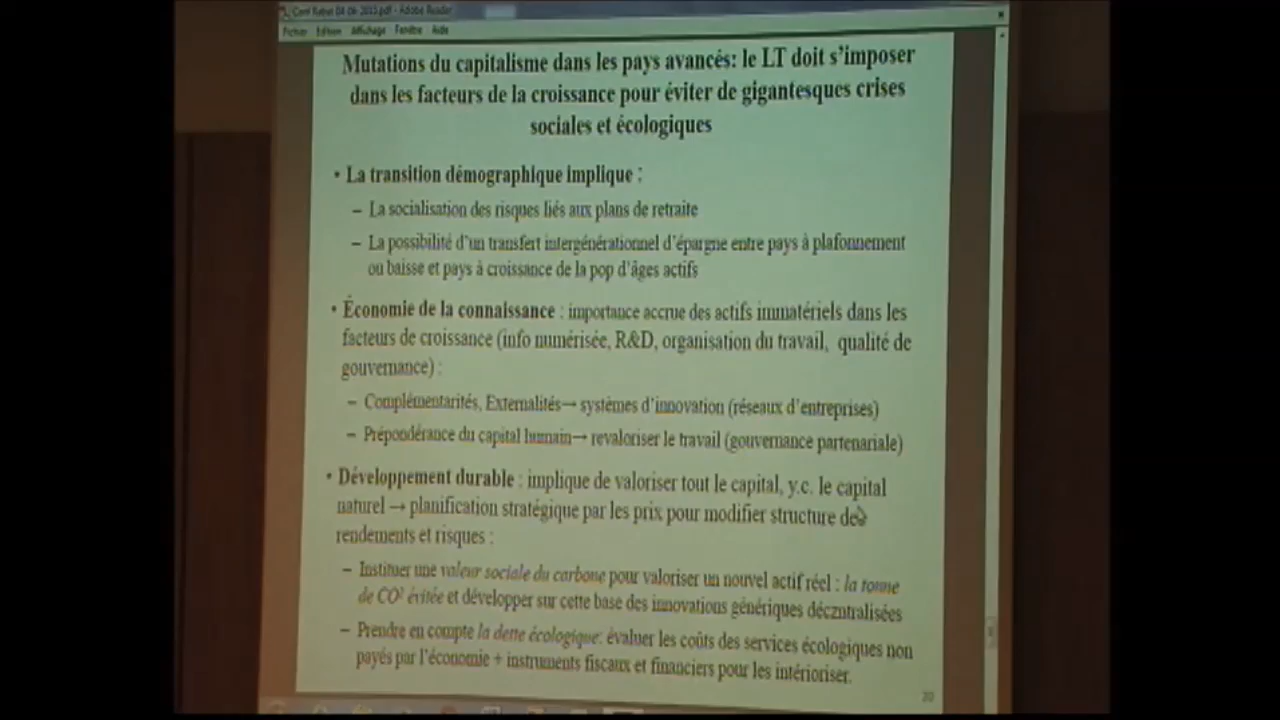 Conf Rabat 04-06-2013.pdf - Adobe Reader
Fichier Edition Affichage Fenêtre Aide
Mutations du capitalisme dans les pays avancés: le LT doit s'imposer
dans les facteurs de la croissance pour éviter de gigantesques crises
sociales et écologiques
• La transition démographique implique :
– La socialisation des risques liés aux plans de retraite
– La possibilité d'un transfert intergénérationnel d'épargne entre pays à plafonnement
ou baisse et pays à croissance de la pop d'âges actifs
• Économie de la connaissance : importance accrue des actifs immatériels dans les
facteurs de croissance (info numérisée, R&D, organisation du travail, qualité de
gouvernance) :
– Complémentarités, Externalités→ systèmes d'innovation (réseaux d'entreprises)
– Prépondérance du capital humain→ revaloriser le travail (gouvernance partenariale)
• Développement durable : implique de valoriser tout le capital, y.c. le capital
naturel → planification stratégique par les prix pour modifier structure des
rendements et risques :
– Instituer une valeur sociale du carbone pour valoriser un nouvel actif réel : la tonne
de CO² évitée et développer sur cette base des innovations génériques déczntralisées
– Prendre en compte la dette écologique: évaluer les coûts des services écologiques non
payés par l'économie + instruments fiscaux et financiers pour les intérioriser.
20